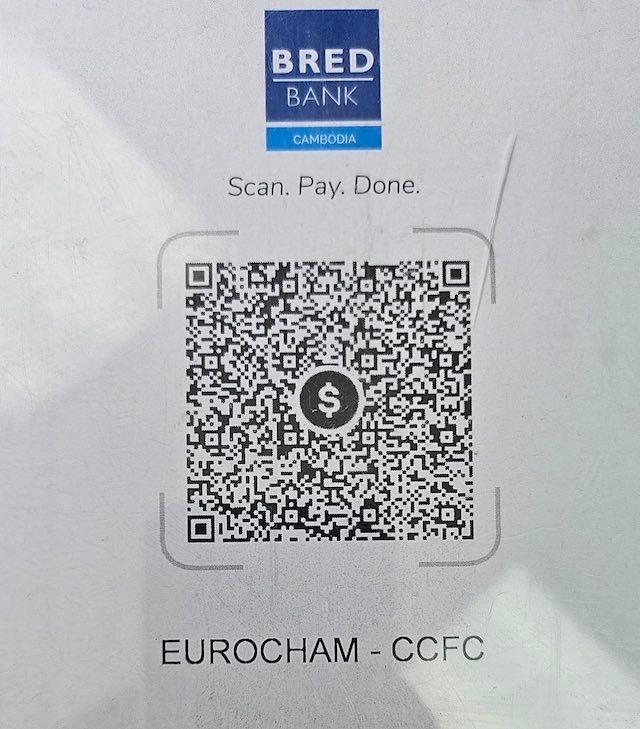 BRED
BANK
CAMBODIA
Scan. Pay. Done.
$
EUROCHAM - CCFC